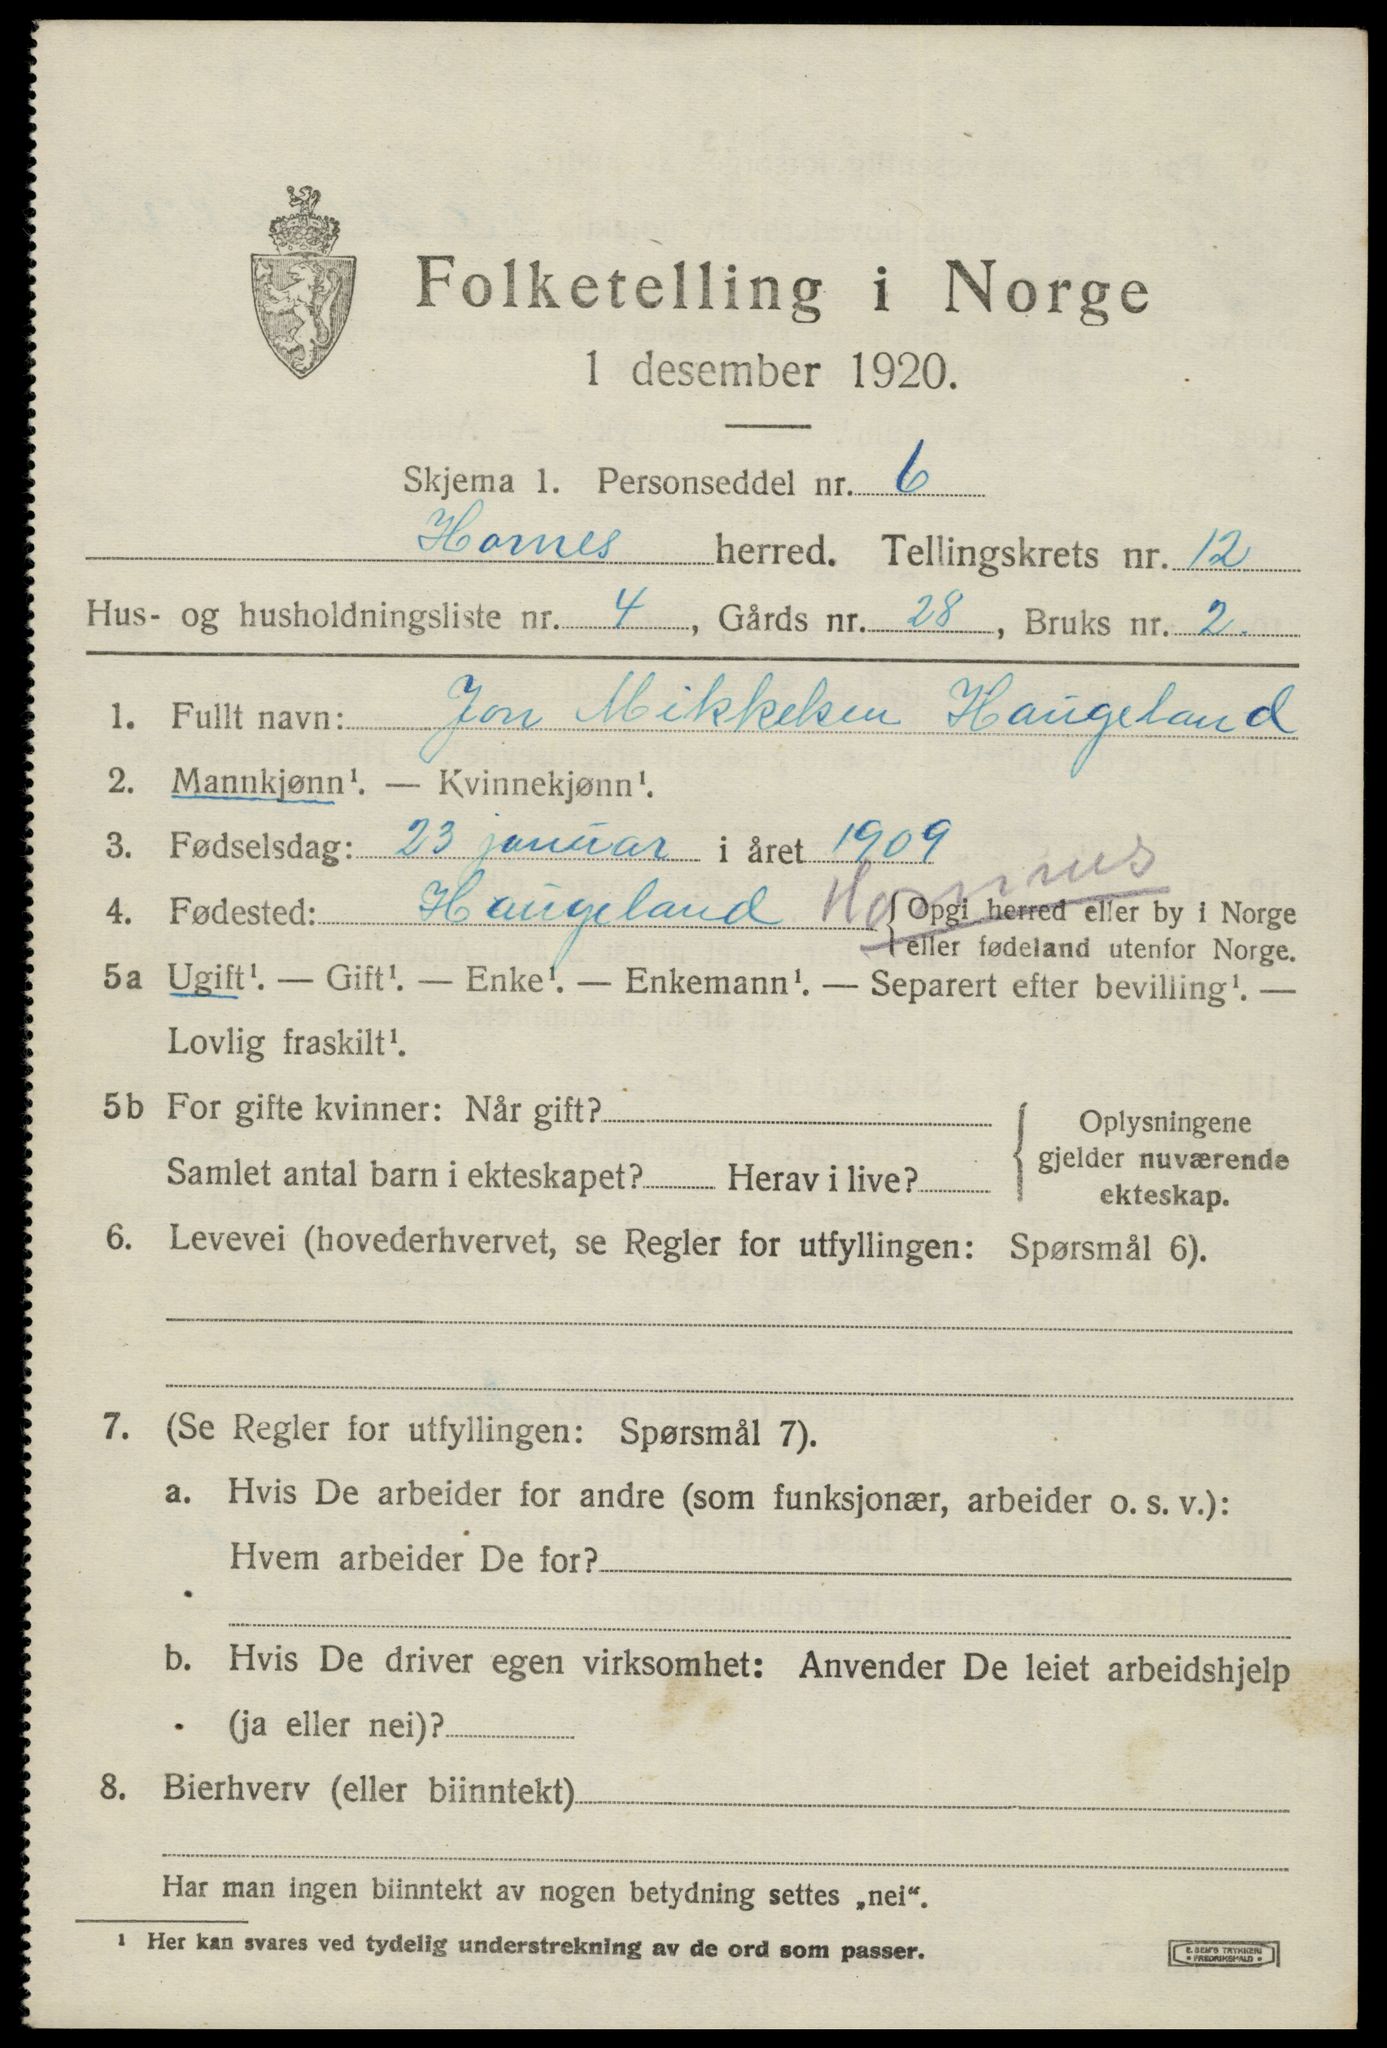 Folketelling i Norge
1 desember 1920.
Skjema 1. Personseddel nr. 6
Hornes herred. Tellingskrets nr. 12
Hus- og husholdningsliste nr. 4, Gårds nr. 28, Bruks nr. 2.
1. Fullt navn: Jon Mikkelsen Haugeland
2. Mannkjønn¹. — Kvinnekjønn¹.
3. Fødselsdag: 23 januar i året 1909
4. Fødested: Haugeland Hornnes {Opgi herred eller by i Norge
eller fødeland utenfor Norge.
5a Ugift¹. — Gift¹. — Enke¹. — Enkemann¹. — Separert efter bevilling¹. —
Lovlig fraskilt¹.
5b For gifte kvinner: Når gift?
Samlet antal barn i ekteskapet? Herav i live?
Oplysningene
gjelder nuværende
ekteskap.
6. Levevei (hovederhvervet, se Regler for utfyllingen: Spørsmål 6).
7. (Se Regler for utfyllingen: Spørsmål 7).
a. Hvis De arbeider for andre (som funksjonær, arbeider o. s. v.):
Hvem arbeider De for?
b. Hvis De driver egen virksomhet: Anvender De leiet arbeidshjelp
(ja eller nei)?
8. Bierhverv (eller biinntekt)
Har man ingen biinntekt av nogen betydning settes „nei“.
¹ Her kan svares ved tydelig understrekning av de ord som passer.
E. SEM'S TRYKKERI
• FREDRIKSHALD •